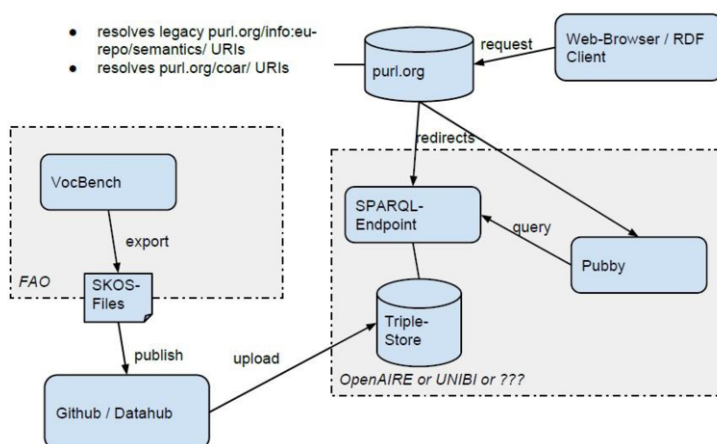 ● resolves legacy purl.org/info:eu-
repo/semantics/ URIs
● resolves purl.org/coar/ URIs
purl.org
request
Web-Browser / RDF
Client
redirects
VocBench
export
FAO
SKOS-
Files
publish
Github / Datahub
upload
SPARQL-
Endpoint
query
Pubby
Triple-
Store
OpenAIRE or UNIBI or ???